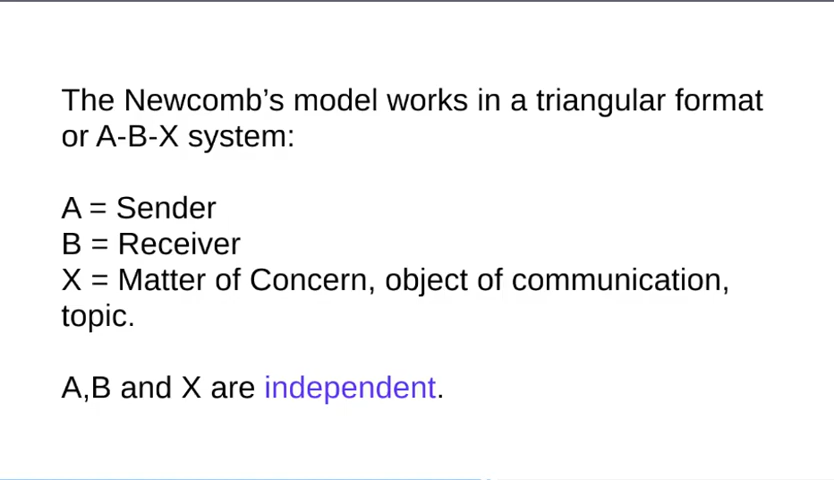 The Newcomb’s model works in a triangular format
or A-B-X system:
A = Sender
B = Receiver
X = Matter of Concern, object of communication,
topic.
A,B and X are independent.